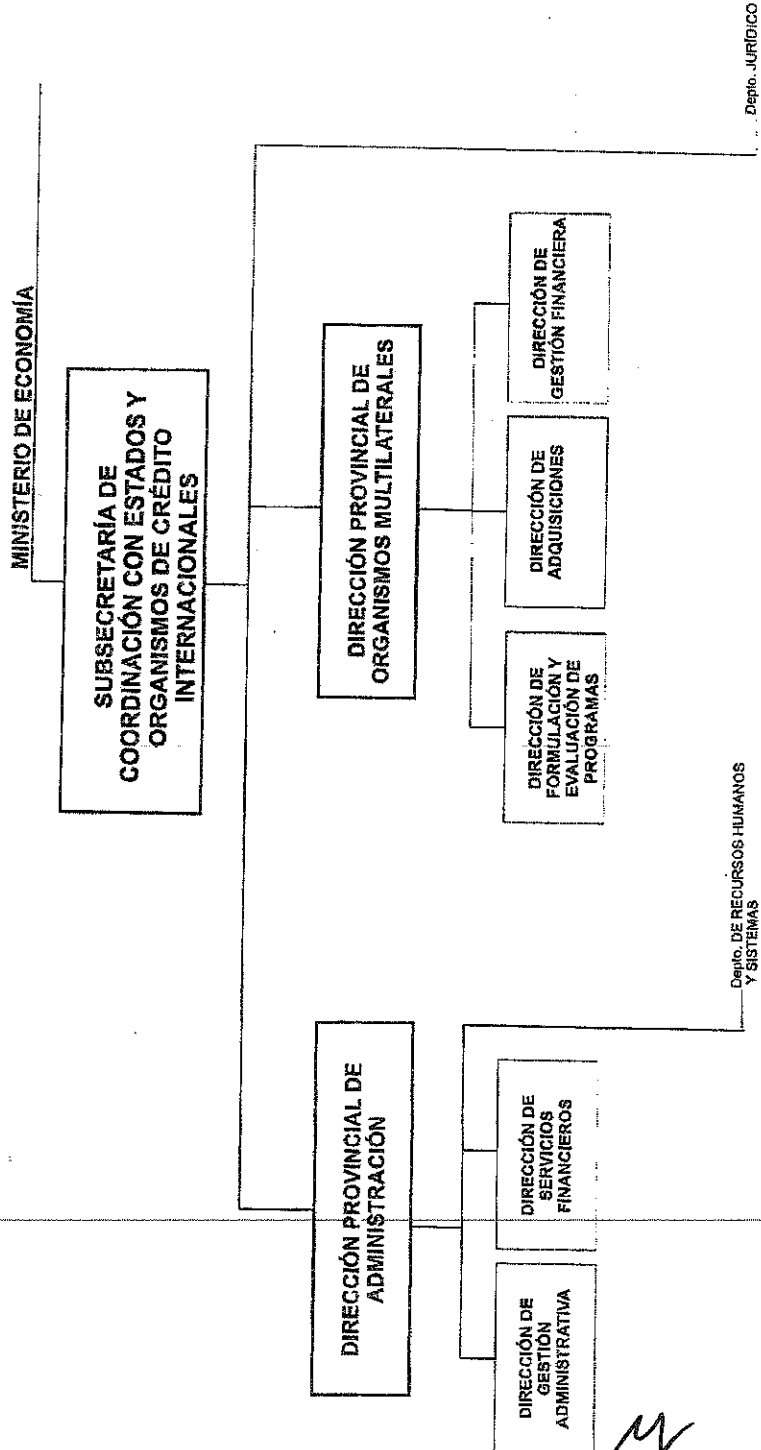 MINISTERIO DE ECONOMÍA
SUBSECRETARÍA DE
COORDINACIÓN CON ESTADOS Y
ORGANISMOS DE CRÉDITO
INTERNACIONALES
DIRECCIÓN PROVINCIAL DE
ADMINISTRACIÓN
DIRECCIÓN PROVINCIAL DE
ORGANISMOS MULTILATERALES
DIRECCIÓN DE
GESTIÓN
ADMINISTRATIVA
DIRECCIÓN DE
SERVICIOS
FINANCIEROS
DIRECCIÓN DE
FORMULACIÓN Y
EVALUACIÓN DE
PROGRAMAS
DIRECCIÓN DE
ADQUISICIONES
DIRECCIÓN DE
GESTIÓN FINANCIERA
Depto. DE RECURSOS HUMANOS
Y SISTEMAS
Depto. JURÍDICO